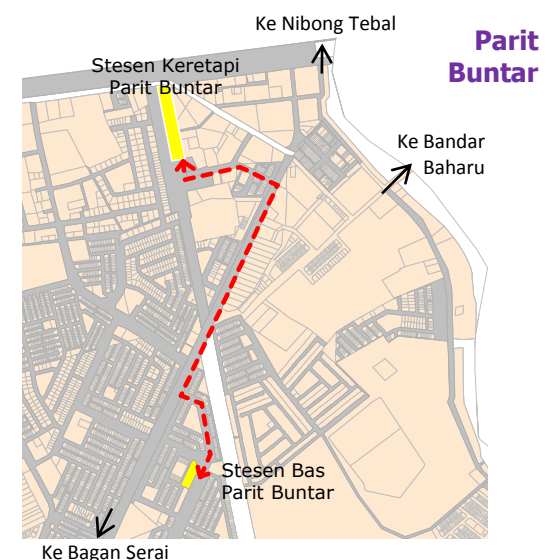 Ke Nibong Tebal
Parit
Buntar
Stesen Keretapi
Parit Buntar
Ke Bandar
Baharu
Stesen Bas
Parit Buntar
Ke Bagan Serai